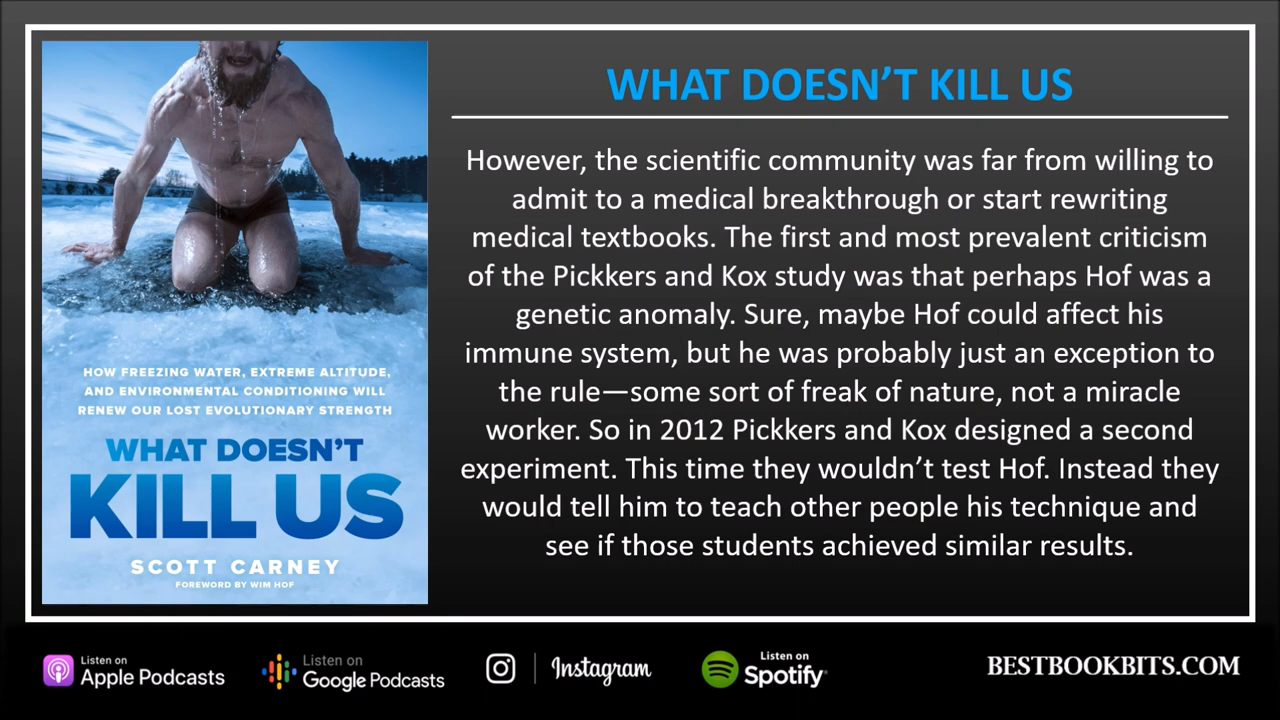 HOW FREEZING WATER, EXTREME ALTITUDE,
AND ENVIRONMENTAL CONDITIONING WILL
RENEW OUR LOST EVOLUTIONARY STRENGTH
WHAT DOESN'T
KILL US
SCOTT CARNEY
FOREWORD BY WIM HOF
WHAT DOESN’T KILL US
However, the scientific community was far from willing to
admit to a medical breakthrough or start rewriting
medical textbooks. The first and most prevalent criticism
of the Pickkers and Kox study was that perhaps Hof was a
genetic anomaly. Sure, maybe Hof could affect his
immune system, but he was probably just an exception to
the rule—some sort of freak of nature, not a miracle
worker. So in 2012 Pickkers and Kox designed a second
experiment. This time they wouldn’t test Hof. Instead they
would tell him to teach other people his technique and
see if those students achieved similar results.
Listen on
Apple Podcasts
Listen on
Google Podcasts
Instagram
Listen on
Spotify
BESTBOOKBITS.COM